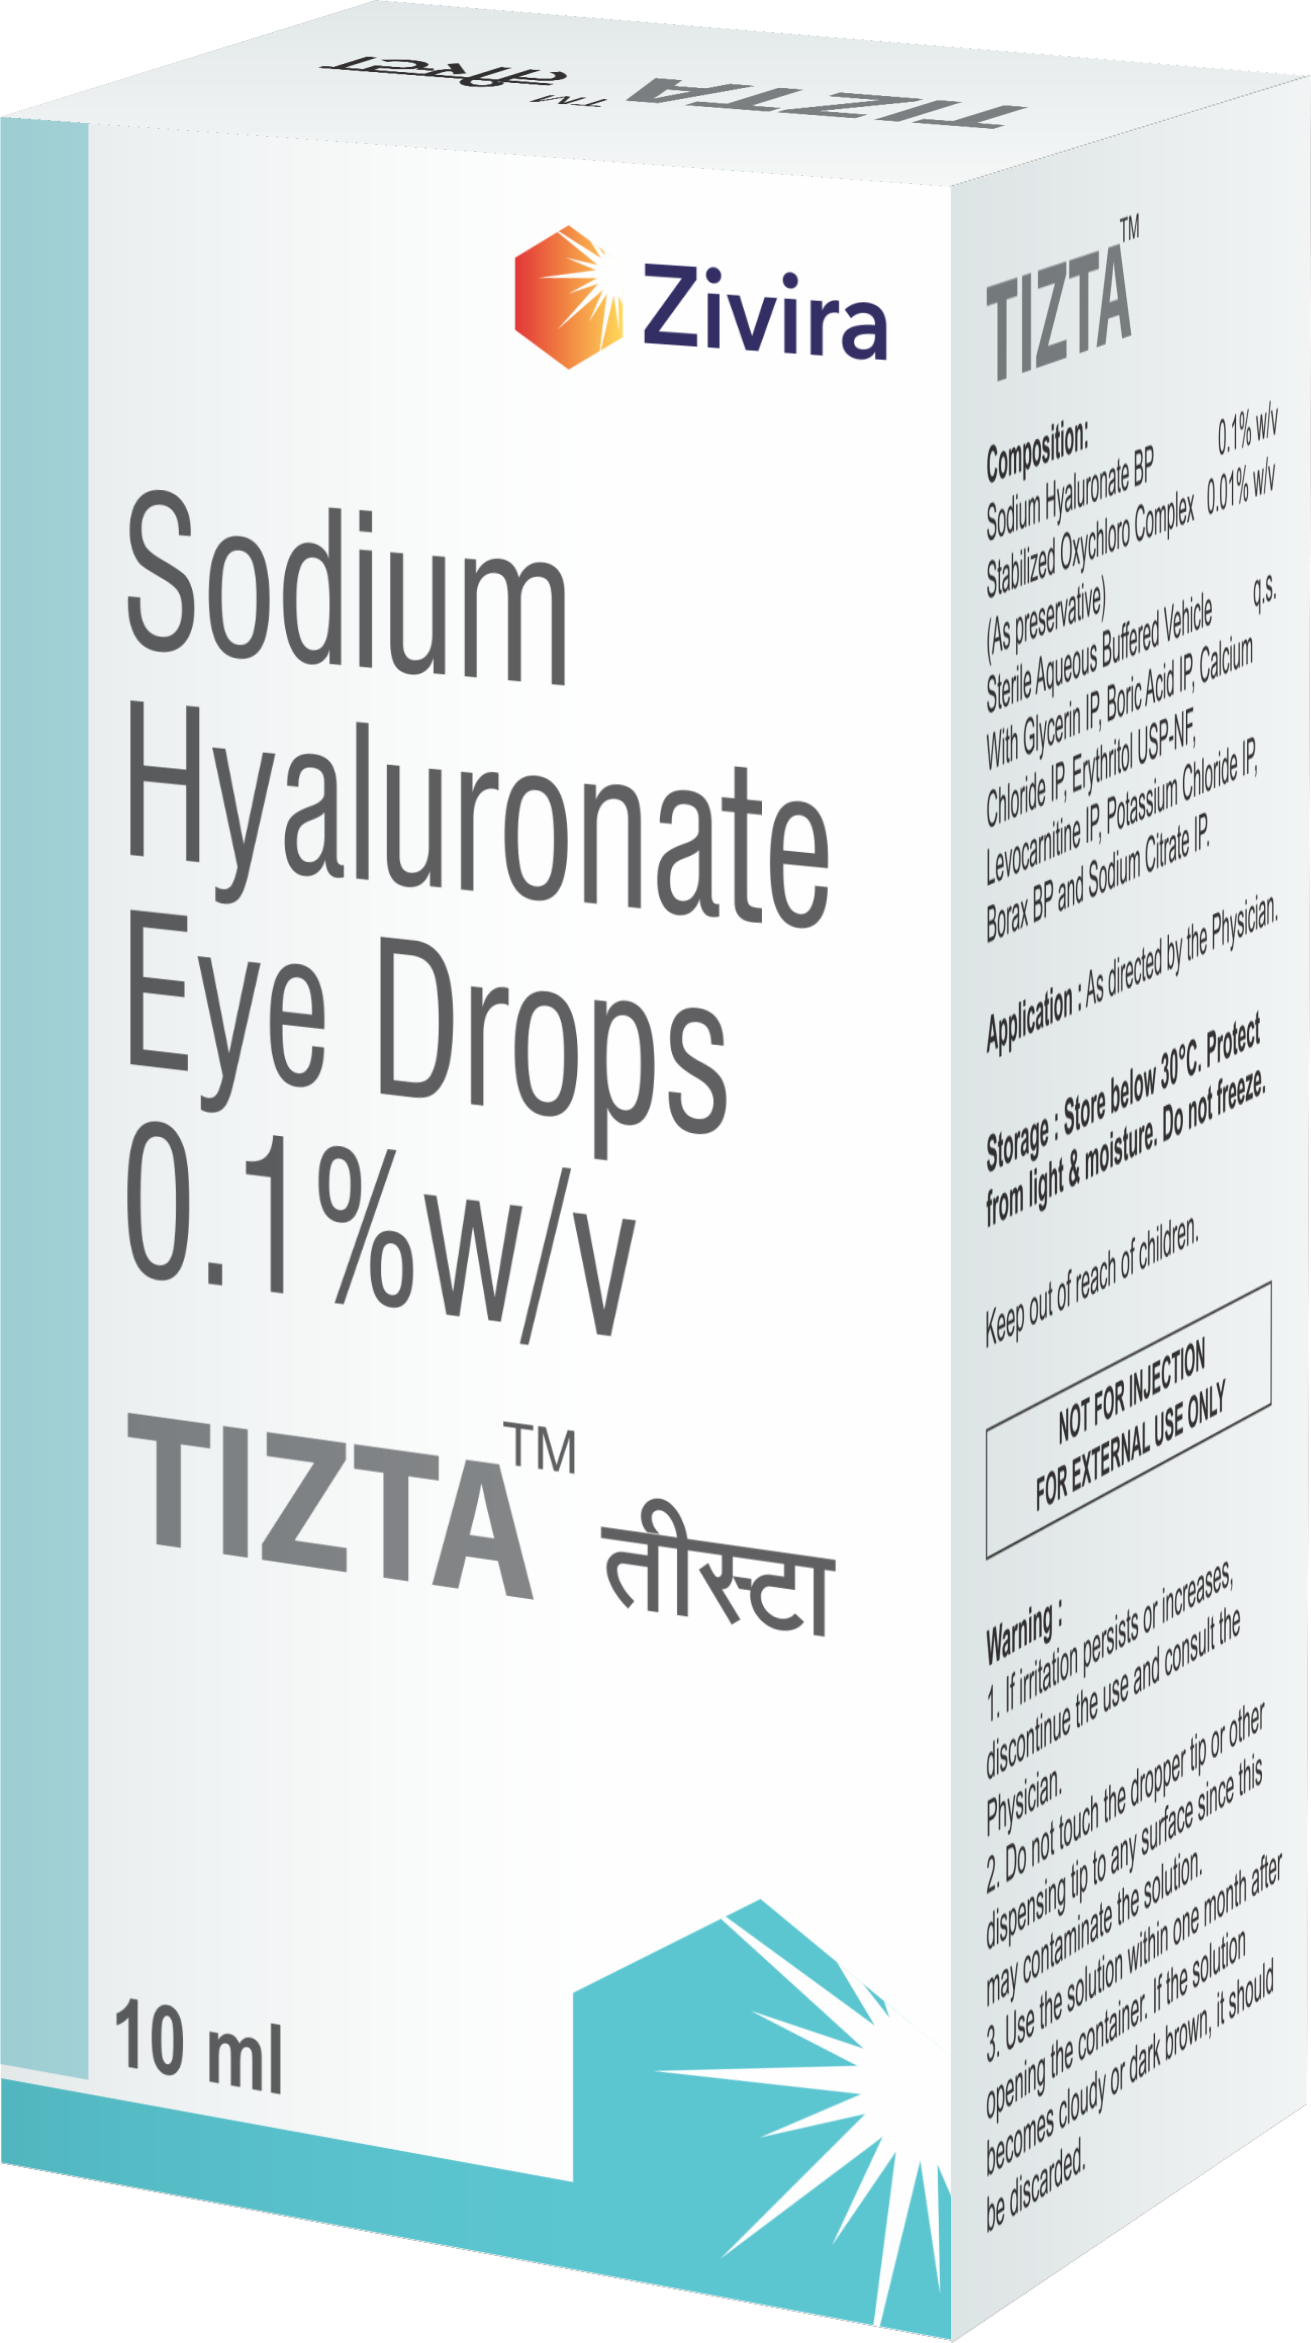 तीस्टा™ TIZTA
Zivira
Sodium
Hyaluronate
Eye Drops
0.1%w/v
TIZTA™ तीस्टा
10 ml
TIZTA™
Composition:
Sodium Hyaluronate BP 0.1% w/v
Stabilized Oxychloro Complex 0.01% w/v
(As preservative)
Sterile Aqueous Buffered Vehicle q.s.
With Glycerin IP, Boric Acid IP, Calcium
Chloride IP, Erythritol USP-NF,
Levocarnitine IP, Potassium Chloride IP,
Borax BP and Sodium Citrate IP.
Application : As directed by the Physician.
Storage : Store below 30°C. Protect
from light & moisture. Do not freeze.
Keep out of reach of children.
NOT FOR INJECTION
FOR EXTERNAL USE ONLY
Warning :
1. If irritation persists or increases,
discontinue the use and consult the
Physician.
2. Do not touch the dropper tip or other
dispensing tip to any surface since this
may contaminate the solution.
3. Use the solution within one month after
opening the container. If the solution
becomes cloudy or dark brown, it should
be discarded.